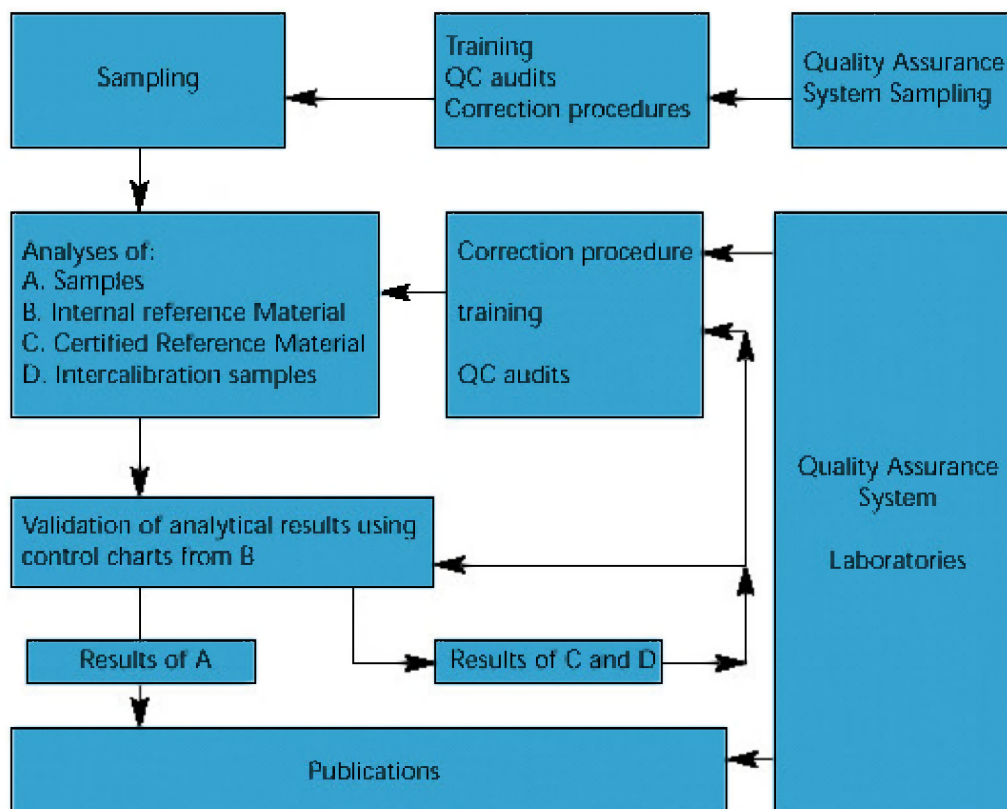 Sampling
Training
QC audits
Correction procedures
Quality Assurance
System Sampling
Analyses of:
A. Samples
B. Internal reference Material
C. Certified Reference Material
D. Intercalibration samples
Correction procedure
training
QC audits
Quality Assurance
System
Laboratories
Validation of analytical results using
control charts from B
Results of A
Results of C and D
Publications